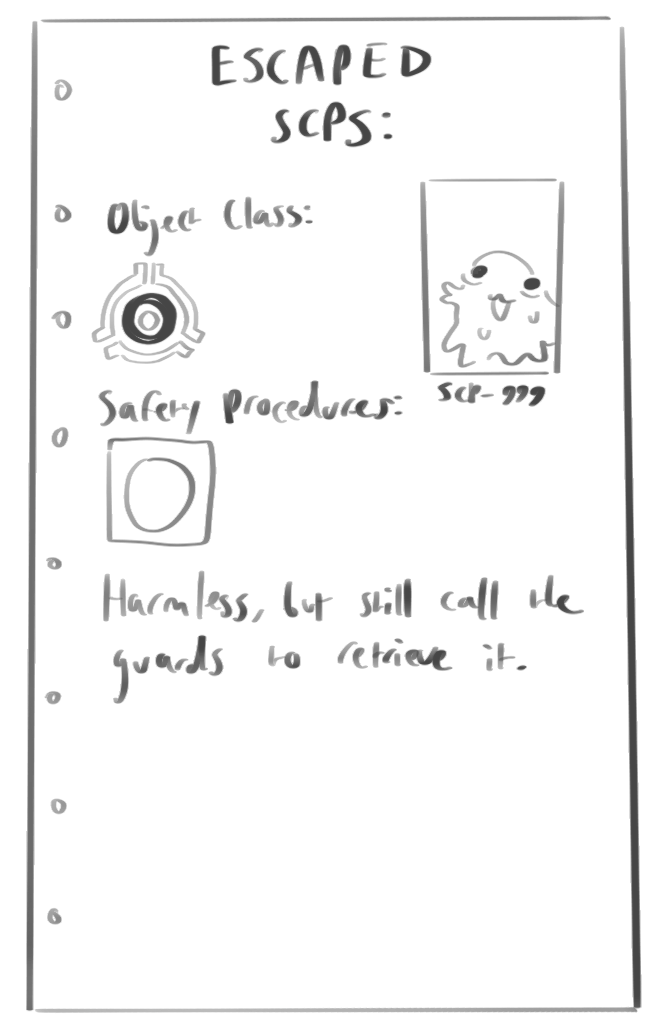 ESCAPED
SCPS:
Object Class:
Safety Procedures:
SCP-999
Harmless, but still call the
guards to retrieve it.